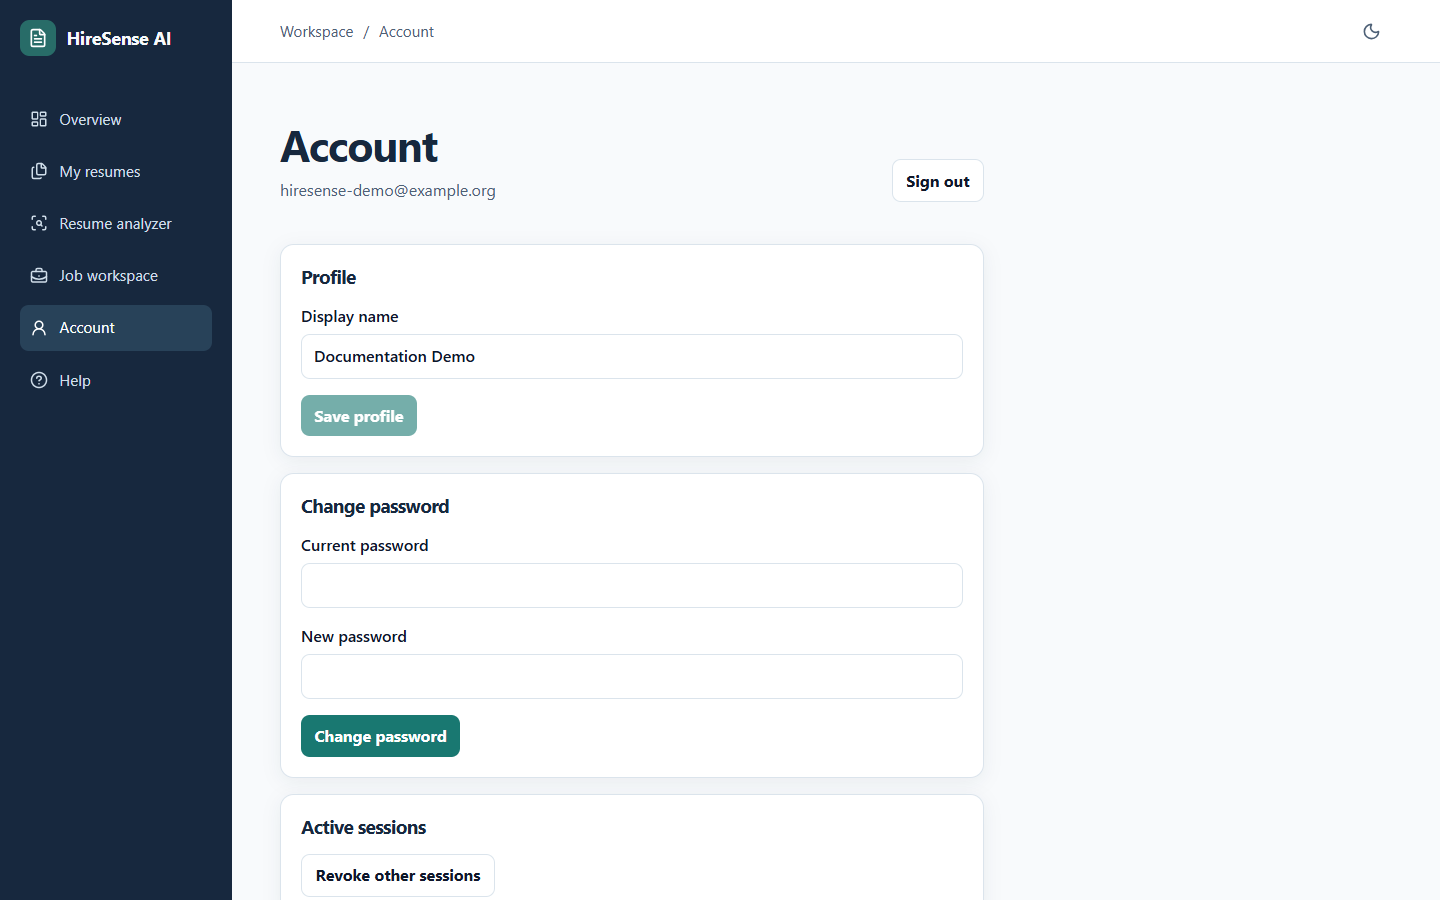 HireSense AI
Overview
My resumes
Resume analyzer
Job workspace
Account
Help
Workspace / Account
Account
hiresense-demo@example.org
Sign out
Profile
Display name
Documentation Demo
Save profile
Change password
Current password
New password
Change password
Active sessions
Revoke other sessions